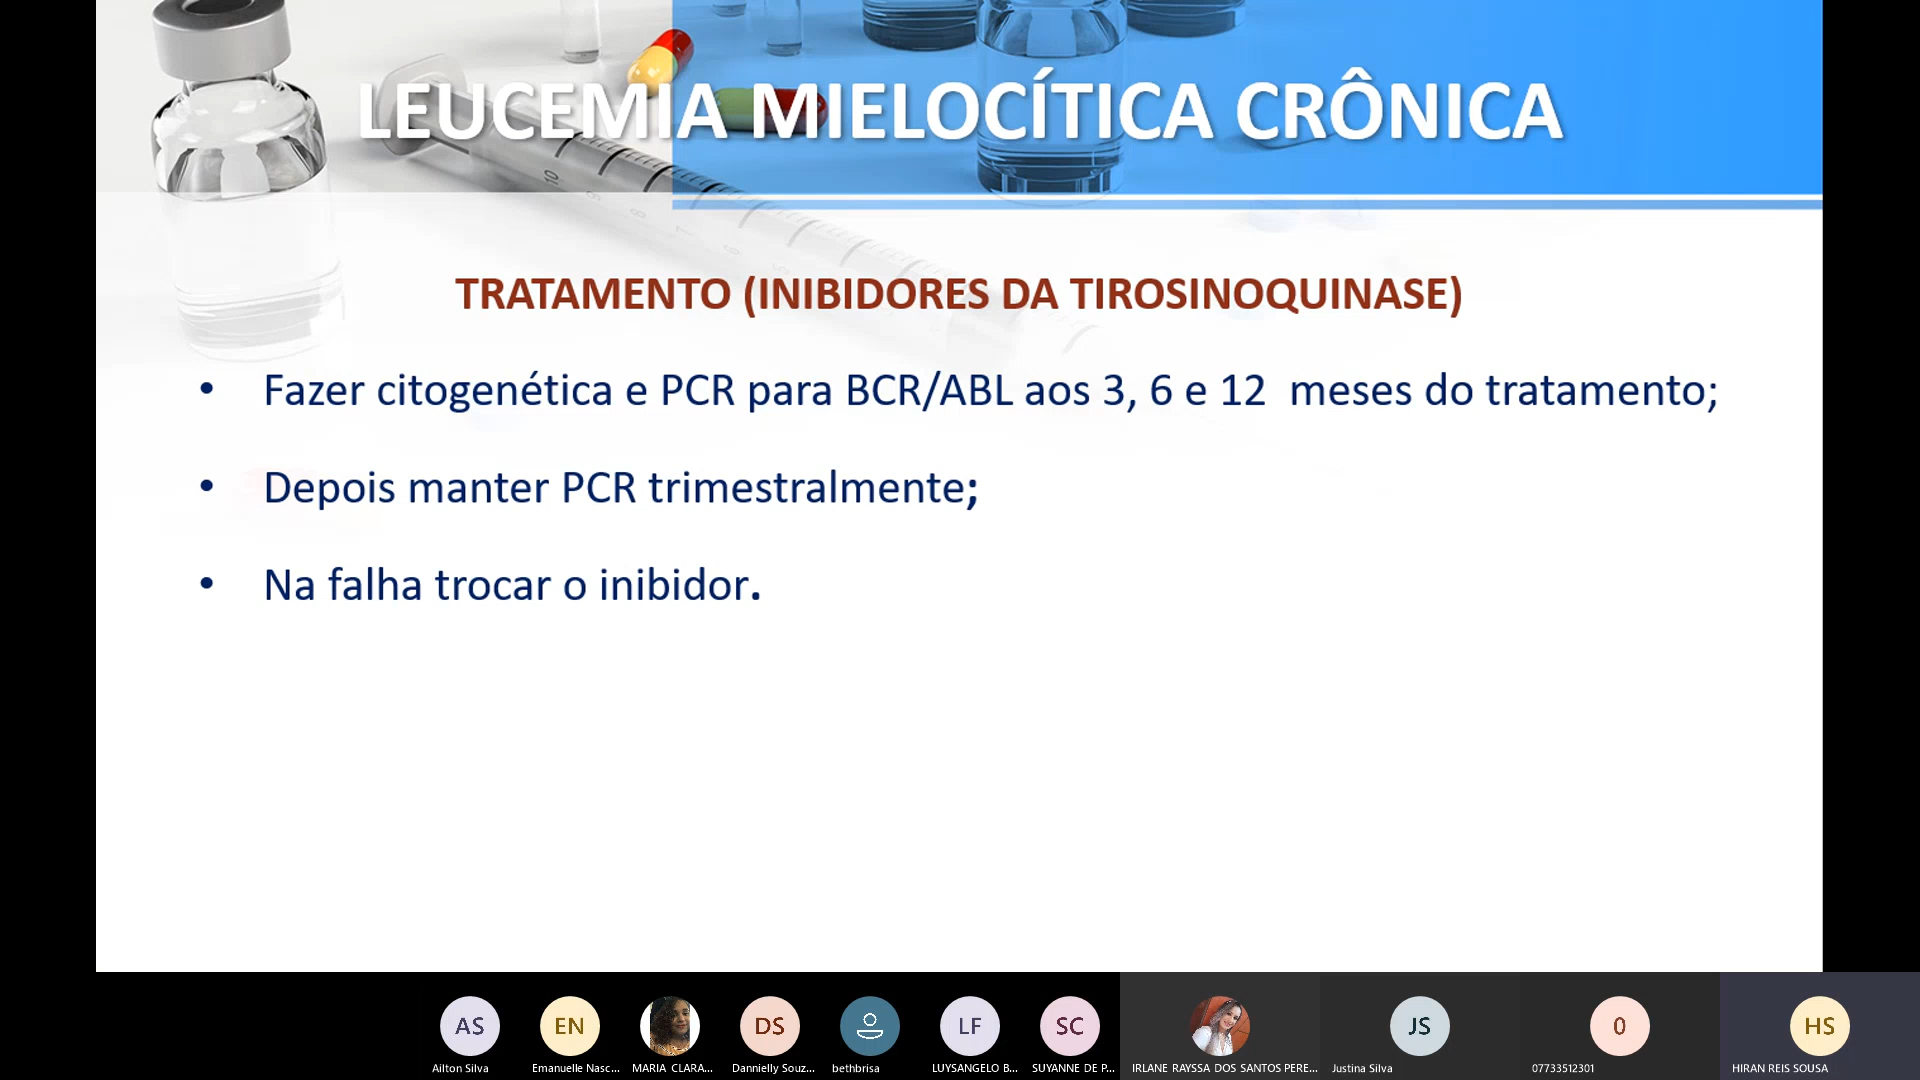 LEUCEMIA MIELOCÍTICA CRÔNICA
TRATAMENTO (INIBIDORES DA TIROSINOQUINASE)
• Fazer citogenética e PCR para BCR/ABL aos 3, 6 e 12 meses do tratamento;
• Depois manter PCR trimestralmente;
• Na falha trocar o inibidor.
AS
EN
DS
LF
SC
JS
0
HS
Ailton Silva
Emanuelle Nasc...
MARIA CLARA...
Dannielly Souz...
bethbrisa
LUYSANGELO B...
SUYANNE DE P...
IRLANE RAYSSA DOS SANTOS PERE...
Justina Silva
07733512301
HIRAN REIS SOUSA